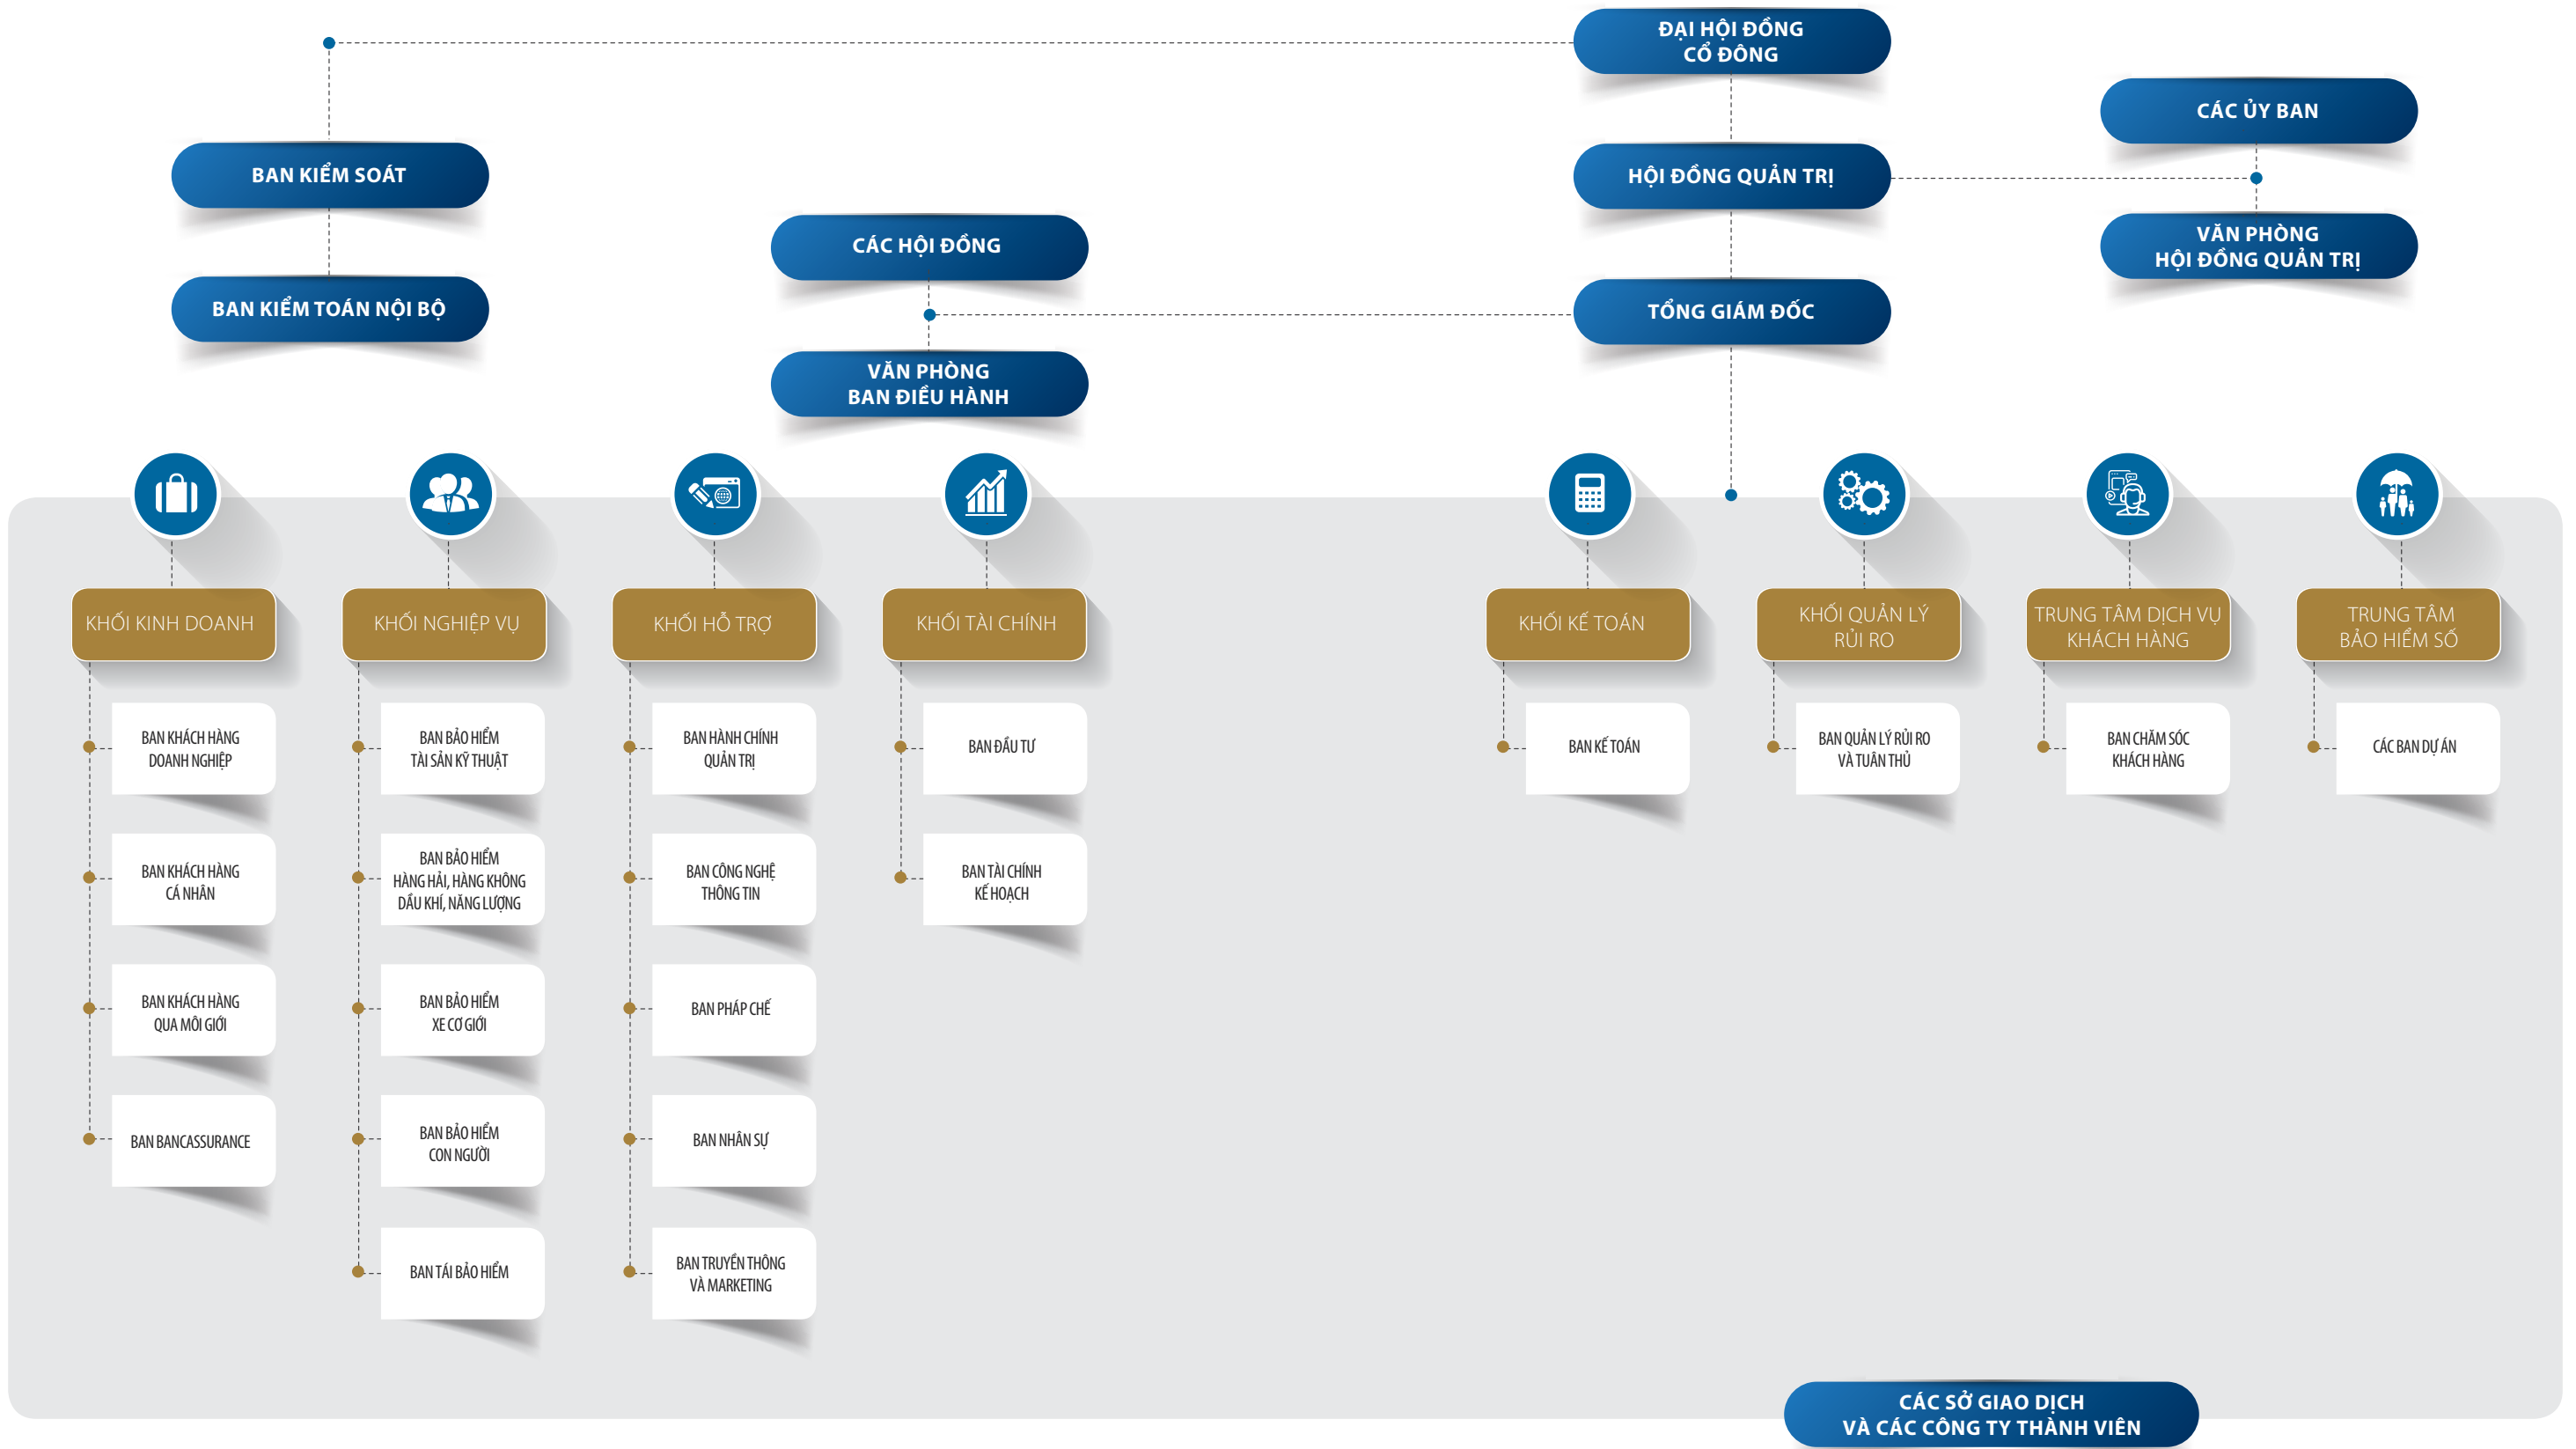 ĐẠI HỘI ĐỒNG
CỔ ĐÔNG
CÁC ỦY BAN
BAN KIỂM SOÁT
HỘI ĐỒNG QUẢN TRỊ
VĂN PHÒNG
HỘI ĐỒNG QUẢN TRỊ
CÁC HỘI ĐỒNG
BAN KIỂM TOÁN NỘI BỘ
TỔNG GIÁM ĐỐC
VĂN PHÒNG
BAN ĐIỀU HÀNH
KHỐI KINH DOANH
BAN KHÁCH HÀNG
DOANH NGHIỆP
BAN KHÁCH HÀNG
CÁ NHÂN
BAN KHÁCH HÀNG
QUA MÔI GIỚI
BAN BANCASSURANCE
KHỐI NGHIỆP VỤ
BAN BẢO HIỂM
TÀI SẢN KỸ THUẬT
BAN BẢO HIỂM
HÀNG HẢI, HÀNG KHÔNG
DẦU KHÍ, NĂNG LƯỢNG
BAN BẢO HIỂM
XE CƠ GIỚI
BAN BẢO HIỂM
CON NGƯỜI
BAN TÁI BẢO HIỂM
KHỐI HỖ TRỢ
BAN HÀNH CHÍNH
QUẢN TRỊ
BAN CÔNG NGHỆ
THÔNG TIN
BAN PHÁP CHẾ
BAN NHÂN SỰ
BAN TRUYỀN THÔNG
VÀ MARKETING
KHỐI TÀI CHÍNH
BAN ĐẦU TƯ
BAN TÀI CHÍNH
KẾ HOẠCH
KHỐI KẾ TOÁN
BAN KẾ TOÁN
KHỐI QUẢN LÝ
RỦI RO
BAN QUẢN LÝ RỦI RO
VÀ TUÂN THỦ
TRUNG TÂM DỊCH VỤ
KHÁCH HÀNG
BAN CHĂM SÓC
KHÁCH HÀNG
TRUNG TÂM
BẢO HIỂM SỐ
CÁC BAN DỰ ÁN
CÁC SỞ GIAO DỊCH
VÀ CÁC CÔNG TY THÀNH VIÊN